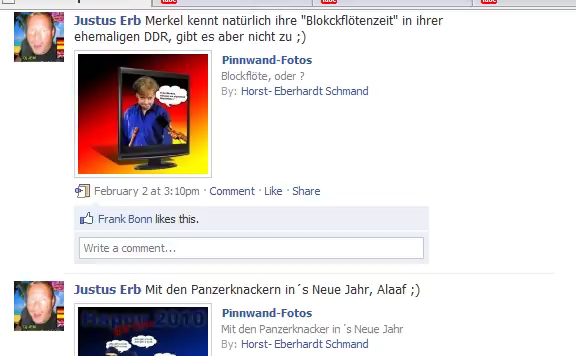 Justus Erb Merkel kennt natürlich ihre "Blokckflötenzeit" in ihrer
ehemaligen DDR, gibt es aber nicht zu ;)
Pinnwand-Fotos
Blockflöte, oder ?
By: Horst- Eberhardt Schmand
February 2 at 3:10pm · Comment · Like · Share
Frank Bonn likes this.
Write a comment...
Justus Erb Mit den Panzerknackern in´s Neue Jahr, Alaaf ;)
Pinnwand-Fotos
Happy 2010
Mit den Panzerknacker in ´s Neue Jahr
By: Horst- Eberhardt Schmand